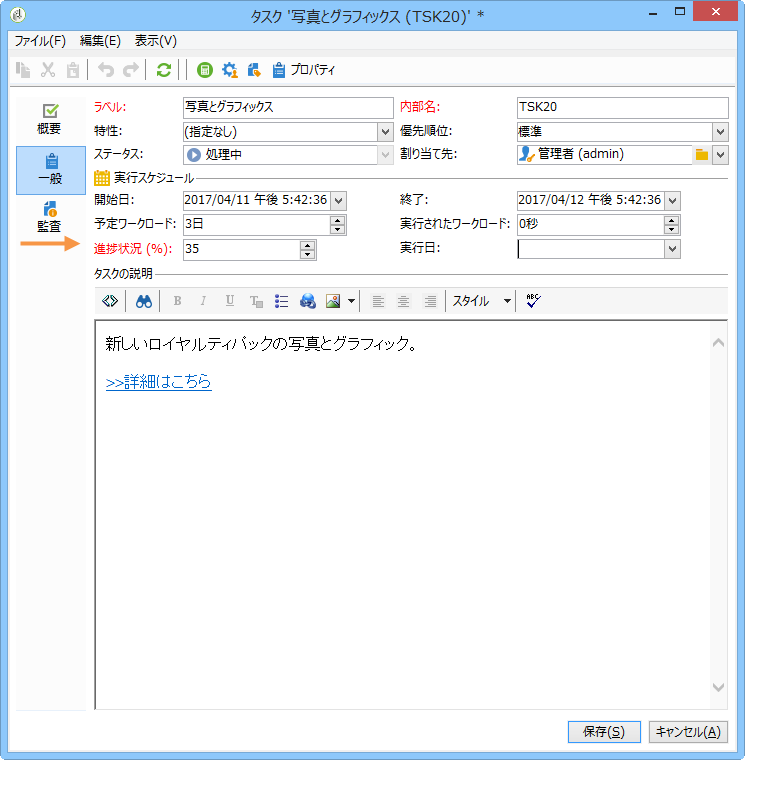 タスク '写真とグラフィックス (TSK20)' *
ファイル(F) 編集(E) 表示(V)
プロパティ
概要
一般
監査
ラベル: 写真とグラフィックス 内部名: TSK20
特性: (指定なし) 優先順位: 標準
ステータス: 処理中 割り当て先: 管理者 (admin)
実行スケジュール
開始日: 2017/04/11 午後 5:42:36 終了: 2017/04/12 午後 5:42:36
予定ワークロード: 3日 実行されたワークロード: 0秒
進捗状況 (%): 35 実行日:
タスクの説明
B I U T スタイル ABC
新しいロイヤルティパックの写真とグラフィック。
>>詳細はこちら
保存(S) キャンセル(A)